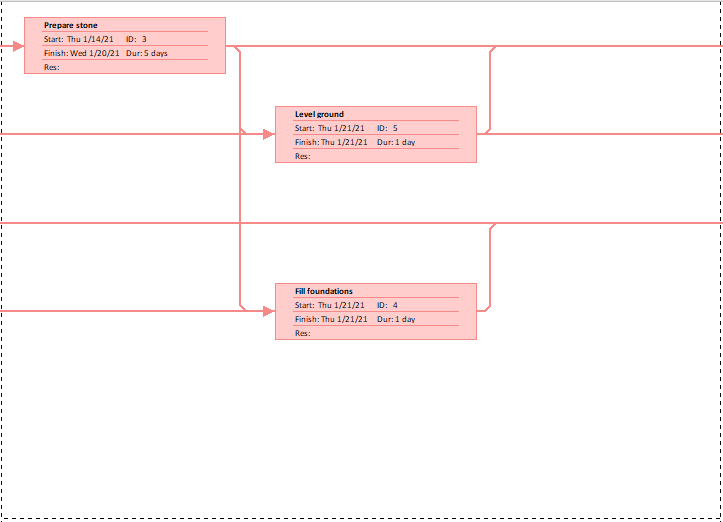 Prepare stone
Start: Thu 1/14/21 ID: 3
Finish: Wed 1/20/21 Dur: 5 days
Res:
Level ground
Start: Thu 1/21/21 ID: 5
Finish: Thu 1/21/21 Dur: 1 day
Res:
Fill foundations
Start: Thu 1/21/21 ID: 4
Finish: Thu 1/21/21 Dur: 1 day
Res: